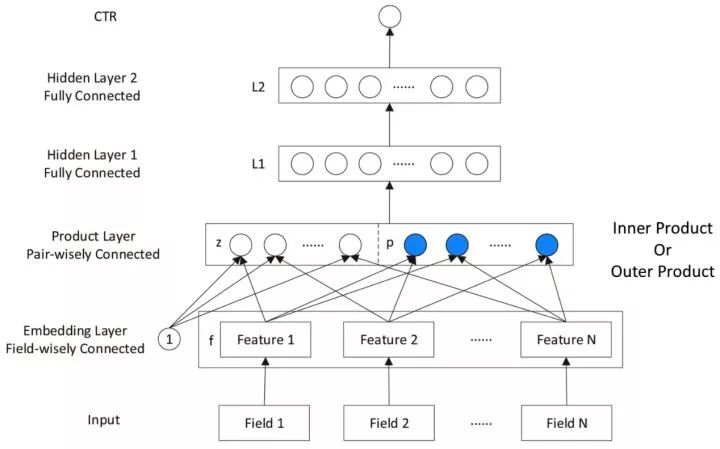 CTR
Hidden Layer 2
Fully Connected
L2
......
Hidden Layer 1
Fully Connected
L1
......
Product Layer
Pair-wisely Connected
z
......
p
......
Inner Product
Or
Outer Product
Embedding Layer
Field-wisely Connected
1
f
Feature 1
Feature 2
......
Feature N
Input
Field 1
Field 2
......
Field N